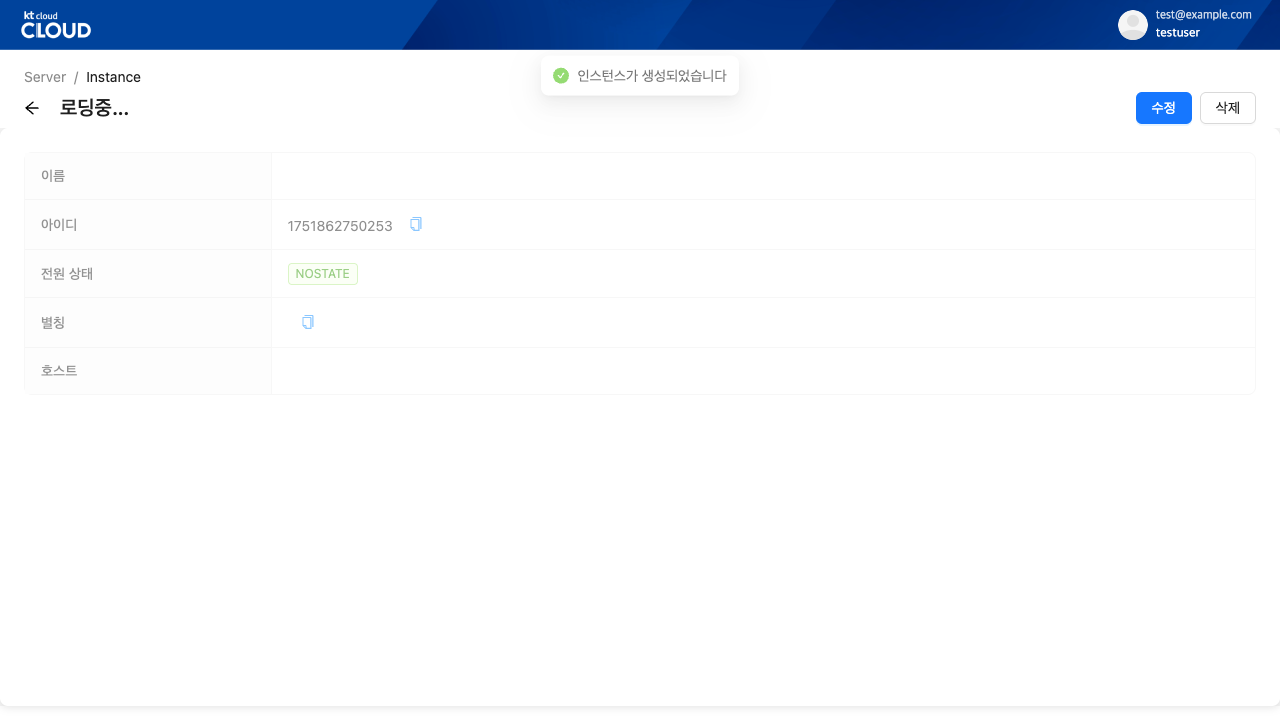 kt cloud
CLOUD
test@example.com
testuser
인스턴스가 생성되었습니다
Server / Instance
로딩중...
수정
삭제
이름
아이디 1751862750253
전원 상태 NOSTATE
별칭
호스트